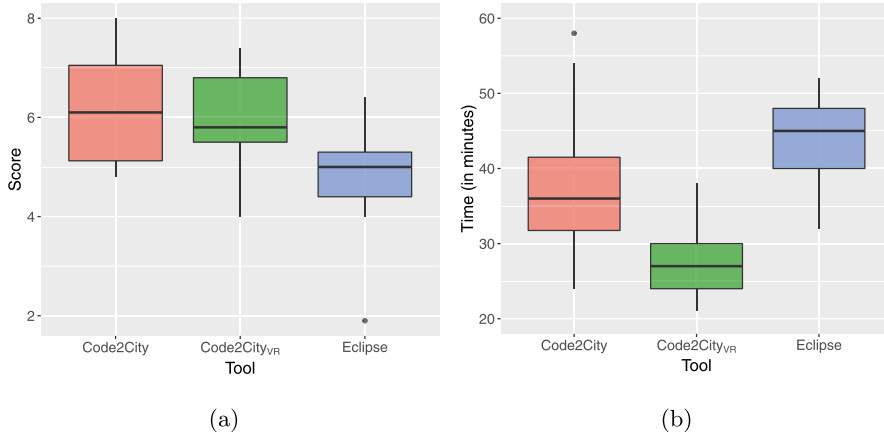 8
6
4
2
Score
Code2City
Code2CityVR
Eclipse
Tool
(a)
60
50
40
30
20
Time (in minutes)
Code2City
Code2CityVR
Eclipse
Tool
(b)